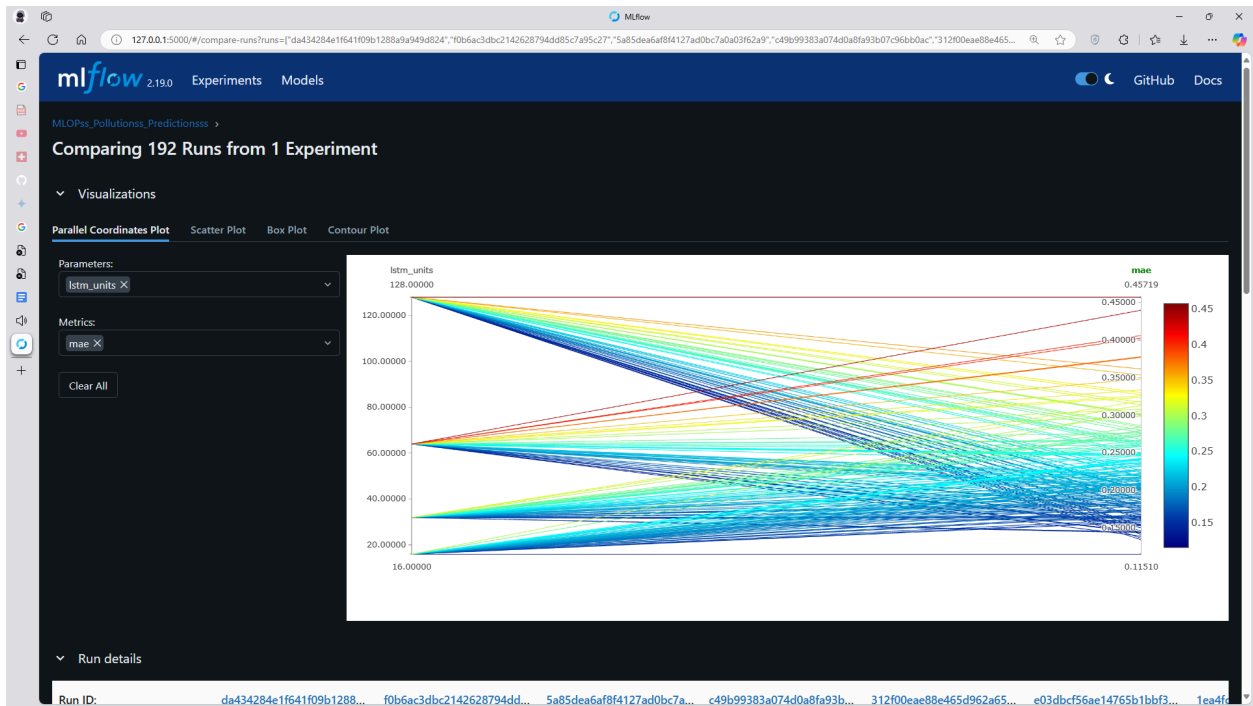 MLflow
127.0.0.1:5000/#/compare-runs?runs=["da434284e1f641f09b1288a9a949d824","f0b6ac3dbc2142628794dd85c7a95c27","5a85dea6af8f4127ad0bc7a0a03f62a9","c49b99383a074d0a8fa93b07c96bb0ac","312f00eae88e465...
mlflow 2.19.0 Experiments Models GitHub Docs
MLOPss_Pollutionss_Predictionsss >
Comparing 192 Runs from 1 Experiment
Visualizations
Parallel Coordinates Plot Scatter Plot Box Plot Contour Plot
Parameters:
lstm_units
Metrics:
mae
Clear All
lstm_units mae
128.00000 0.45719
120.00000
100.00000
80.00000
60.00000
40.00000
20.00000
16.00000
0.45000
0.40000
0.35000
0.30000
0.25000
0.20000
0.15000
0.11510
0.45
0.4
0.35
0.3
0.25
0.2
0.15
Run details
Run ID: da434284e1f641f09b1288... f0b6ac3dbc2142628794dd... 5a85dea6af8f4127ad0bc7a... c49b99383a074d0a8fa93b... 312f00eae88e465d962a65... e03dbcf56ae14765b1bbf3...